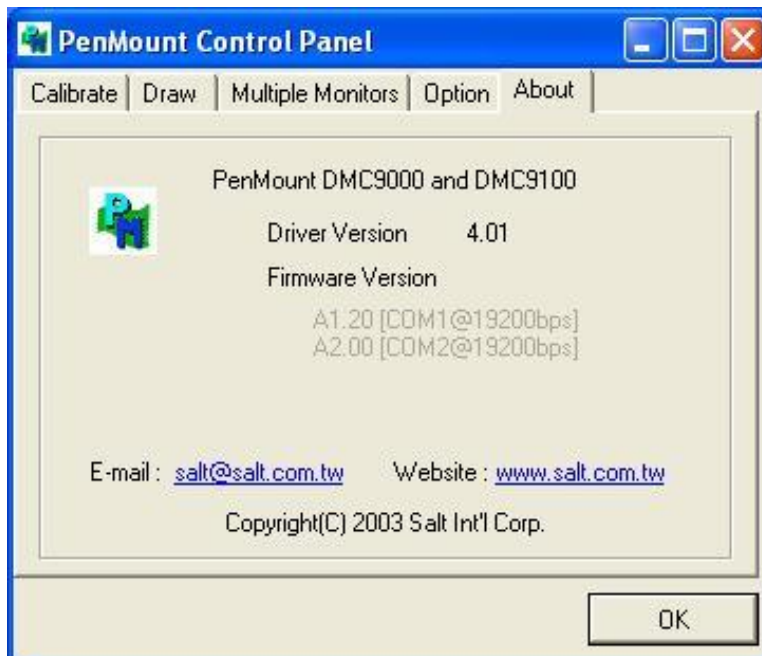 PenMount Control Panel
Calibrate Draw Multiple Monitors Option About
PenMount DMC9000 and DMC9100
PM
Driver Version 4.01
Firmware Version
A1.20 [COM1@19200bps]
A2.00 [COM2@19200bps]
E-mail : salt@salt.com.tw Website : www.salt.com.tw
Copyright(C) 2003 Salt Int'l Corp.
OK